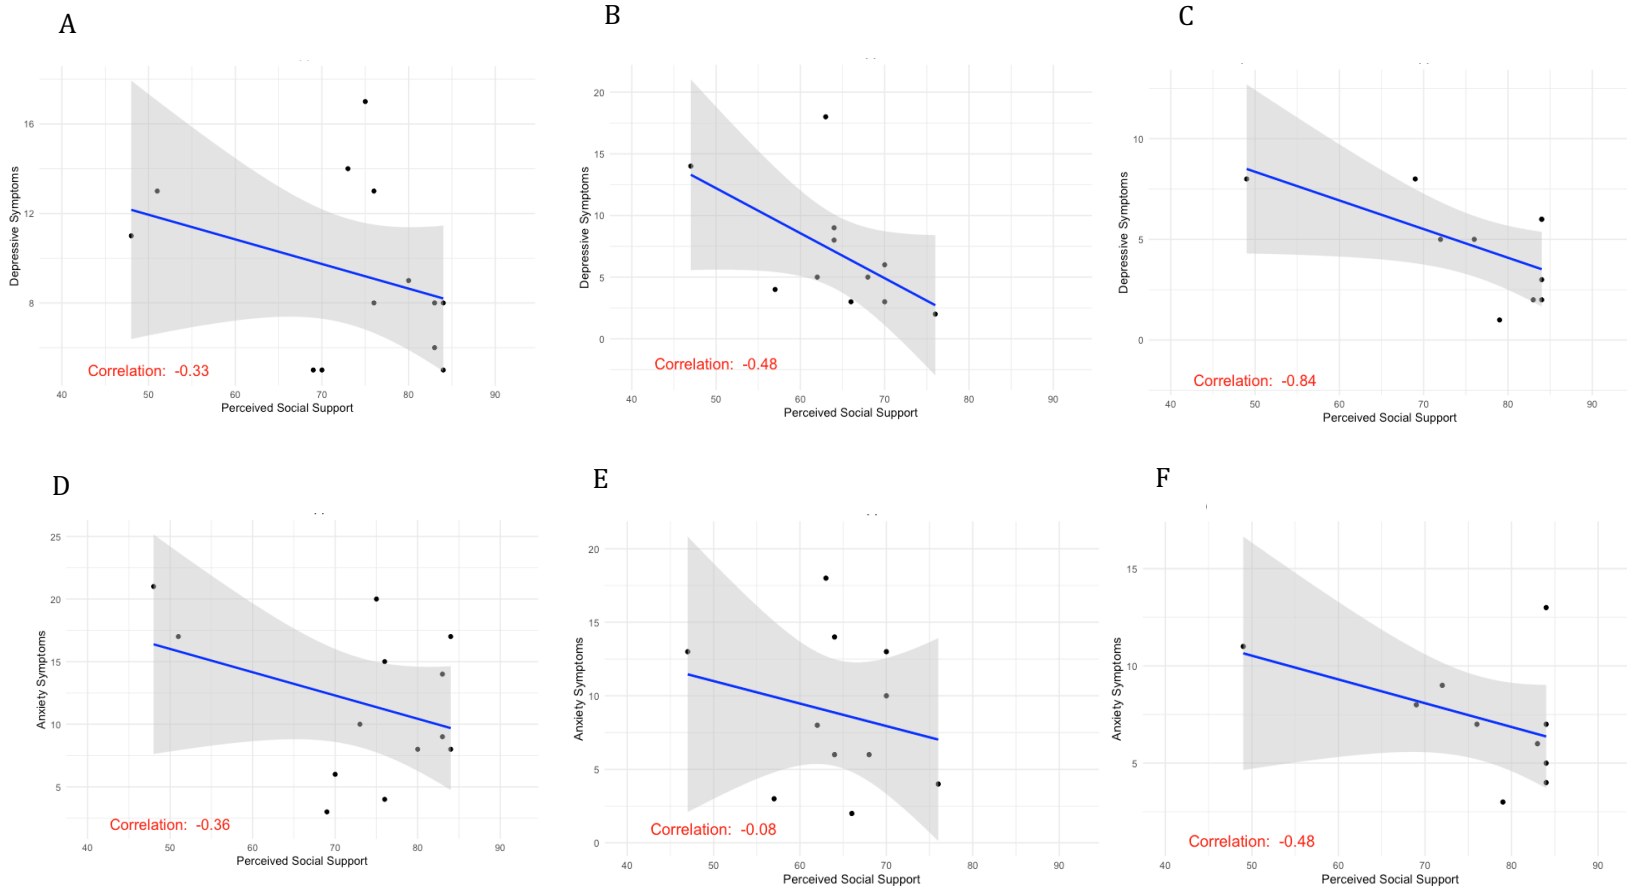 A
16
12
8
Depressive Symptoms
Correlation: -0.33
40 50 60 70 80 90
Perceived Social Support
B
20
15
10
5
0
Depressive Symptoms
Correlation: -0.48
40 50 60 70 80 90
Perceived Social Support
C
10
5
0
Depressive Symptoms
Correlation: -0.84
40 50 60 70 80 90
Perceived Social Support
D
25
20
15
10
5
Anxiety Symptoms
Correlation: -0.36
40 50 60 70 80 90
Perceived Social Support
E
20
15
10
5
0
Anxiety Symptoms
Correlation: -0.08
40 50 60 70 80 90
Perceived Social Support
F
15
10
5
Anxiety Symptoms
Correlation: -0.48
40 50 60 70 80 90
Perceived Social Support